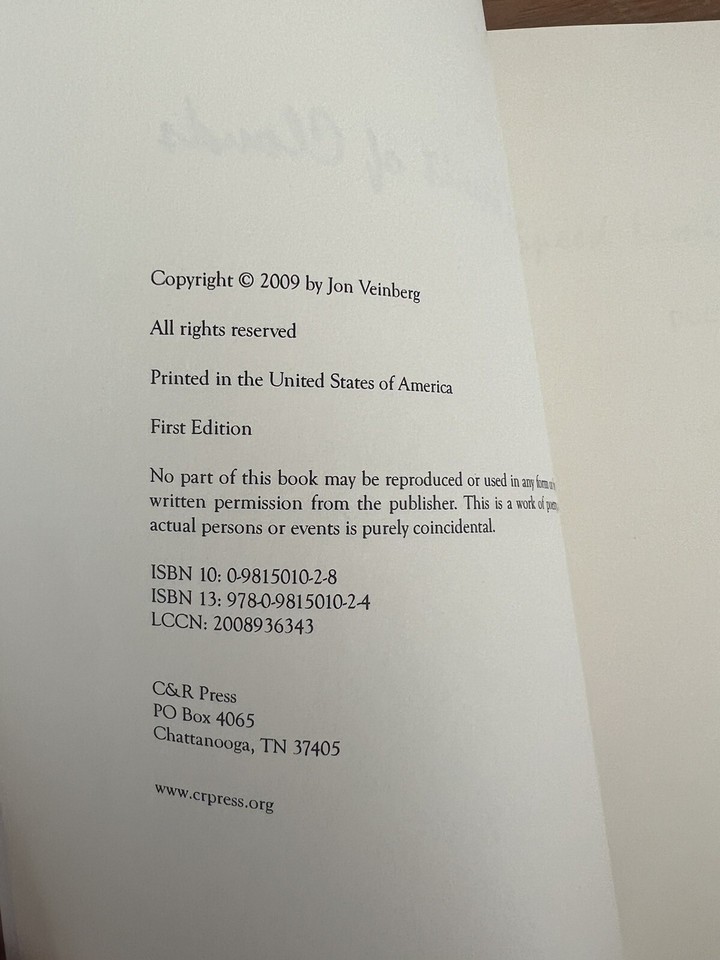 of Clouds
Copyright © 2009 by Jon Veinberg
All rights reserved
Printed in the United States of America
First Edition
No part of this book may be reproduced or used in any form
written permission from the publisher. This is a work of
actual persons or events is purely coincidental.
ISBN 10: 0-9815010-2-8
ISBN 13: 978-0-9815010-2-4
LCCN: 2008936343
C&R Press
PO Box 4065
Chattanooga, TN 37405
www.crpress.org